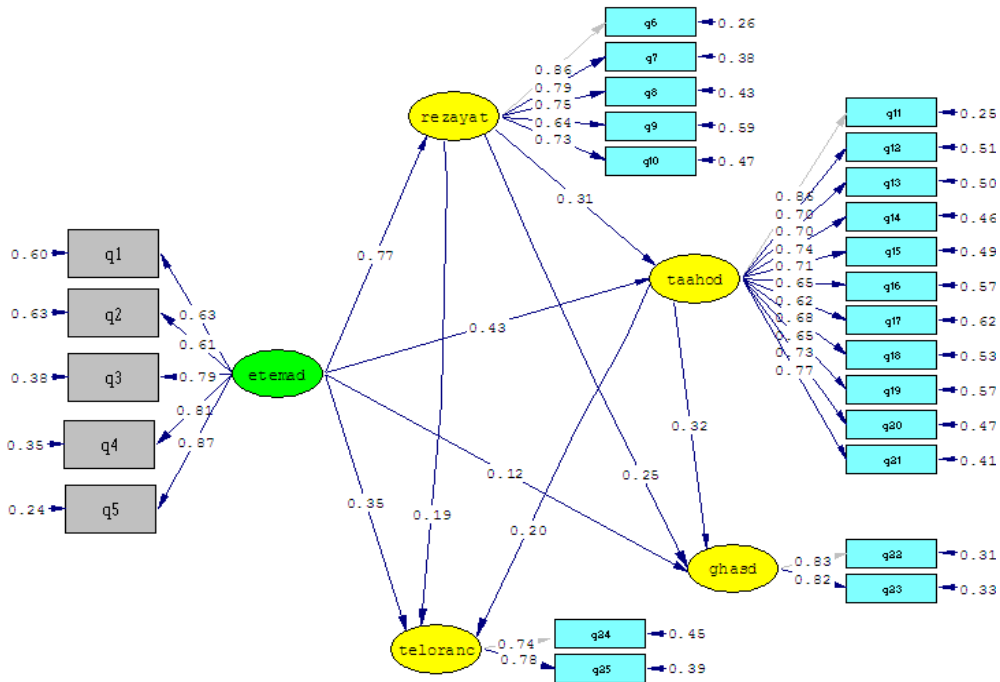 q6
0.26
q7
0.38
q8
0.43
q9
0.59
q10
0.47
0.86
0.79
0.75
0.64
0.73
rezayat
q11
0.25
q12
0.51
q13
0.50
q14
0.46
q15
0.49
q16
0.57
q17
0.62
q18
0.53
q19
0.57
q20
0.47
q21
0.41
0.86
0.70
0.70
0.74
0.71
0.65
0.62
0.68
0.65
0.73
0.77
taahod
0.31
0.77
0.43
0.60
q1
0.63
q2
0.38
q3
0.35
q4
0.24
q5
0.63
0.61
0.79
0.81
0.87
etemad
0.32
0.12
0.25
0.35
0.19
0.20
ghasd
0.83
0.82
q22
0.31
q23
0.33
teloranc
0.74
0.78
q24
0.45
q25
0.39